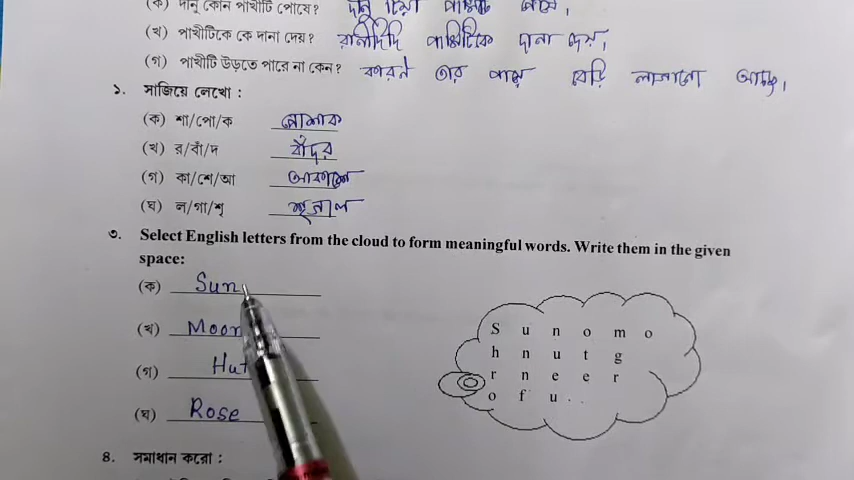 (ক) দানু কোন পাখীটি পোষে? দানু টিয়া পাখিটি পোষে।
(খ) পাখীটিকে কে দানা দেয়? রানীদিদি পাখিটিকে দানা দেয়।
(গ) পাখীটি উড়তে পারে না কেন? কারণ তার পায়ে বেড়ি লাগানো আছে।
১. সাজিয়ে লেখো :
(ক) শা/পো/ক পোশাক
(খ) র/বাঁ/দ বাঁদর
(গ) কা/শে/আ আকাশে
(ঘ) ল/গা/শৃ শৃগাল
৩. Select English letters from the cloud to form meaningful words. Write them in the given
space:
(ক) Sun
(খ) Moon
(গ) Hut
(ঘ) Rose
S u n o m o
h n u t g
r n e e r
o f u . .
৪. সমাধান করো :